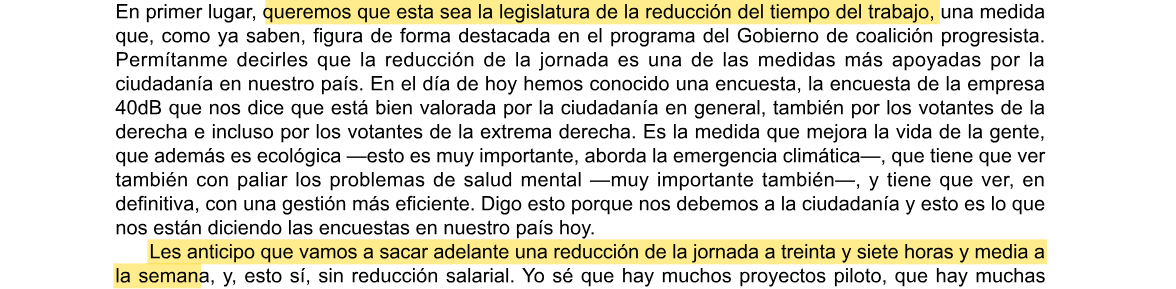 En primer lugar, queremos que esta sea la legislatura de la reducción del tiempo del trabajo, una medida
que, como ya saben, figura de forma destacada en el programa del Gobierno de coalición progresista.
Permítanme decirles que la reducción de la jornada es una de las medidas más apoyadas por la
ciudadanía en nuestro país. En el día de hoy hemos conocido una encuesta, la encuesta de la empresa
40dB que nos dice que está bien valorada por la ciudadanía en general, también por los votantes de la
derecha e incluso por los votantes de la extrema derecha. Es la medida que mejora la vida de la gente,
que además es ecológica —esto es muy importante, aborda la emergencia climática—, que tiene que ver
también con paliar los problemas de salud mental —muy importante también—, y tiene que ver, en
definitiva, con una gestión más eficiente. Digo esto porque nos debemos a la ciudadanía y esto es lo que
nos están diciendo las encuestas en nuestro país hoy.
Les anticipo que vamos a sacar adelante una reducción de la jornada a treinta y siete horas y media a
la semana, y, esto sí, sin reducción salarial. Yo sé que hay muchos proyectos piloto, que hay muchas